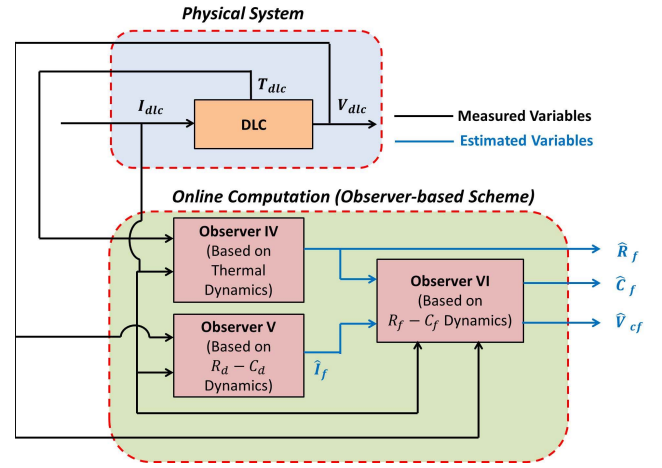 Physical System
T_dlc
I_dlc
V_dlc
DLC
Measured Variables
Estimated Variables
Online Computation (Observer-based Scheme)
Observer IV
(Based on
Thermal
Dynamics)
Observer V
(Based on
R_d − C_d
Dynamics)
Î_f
Observer VI
(Based on
R_f − C_f Dynamics)
R̂_f
Ĉ_f
V̂_cf